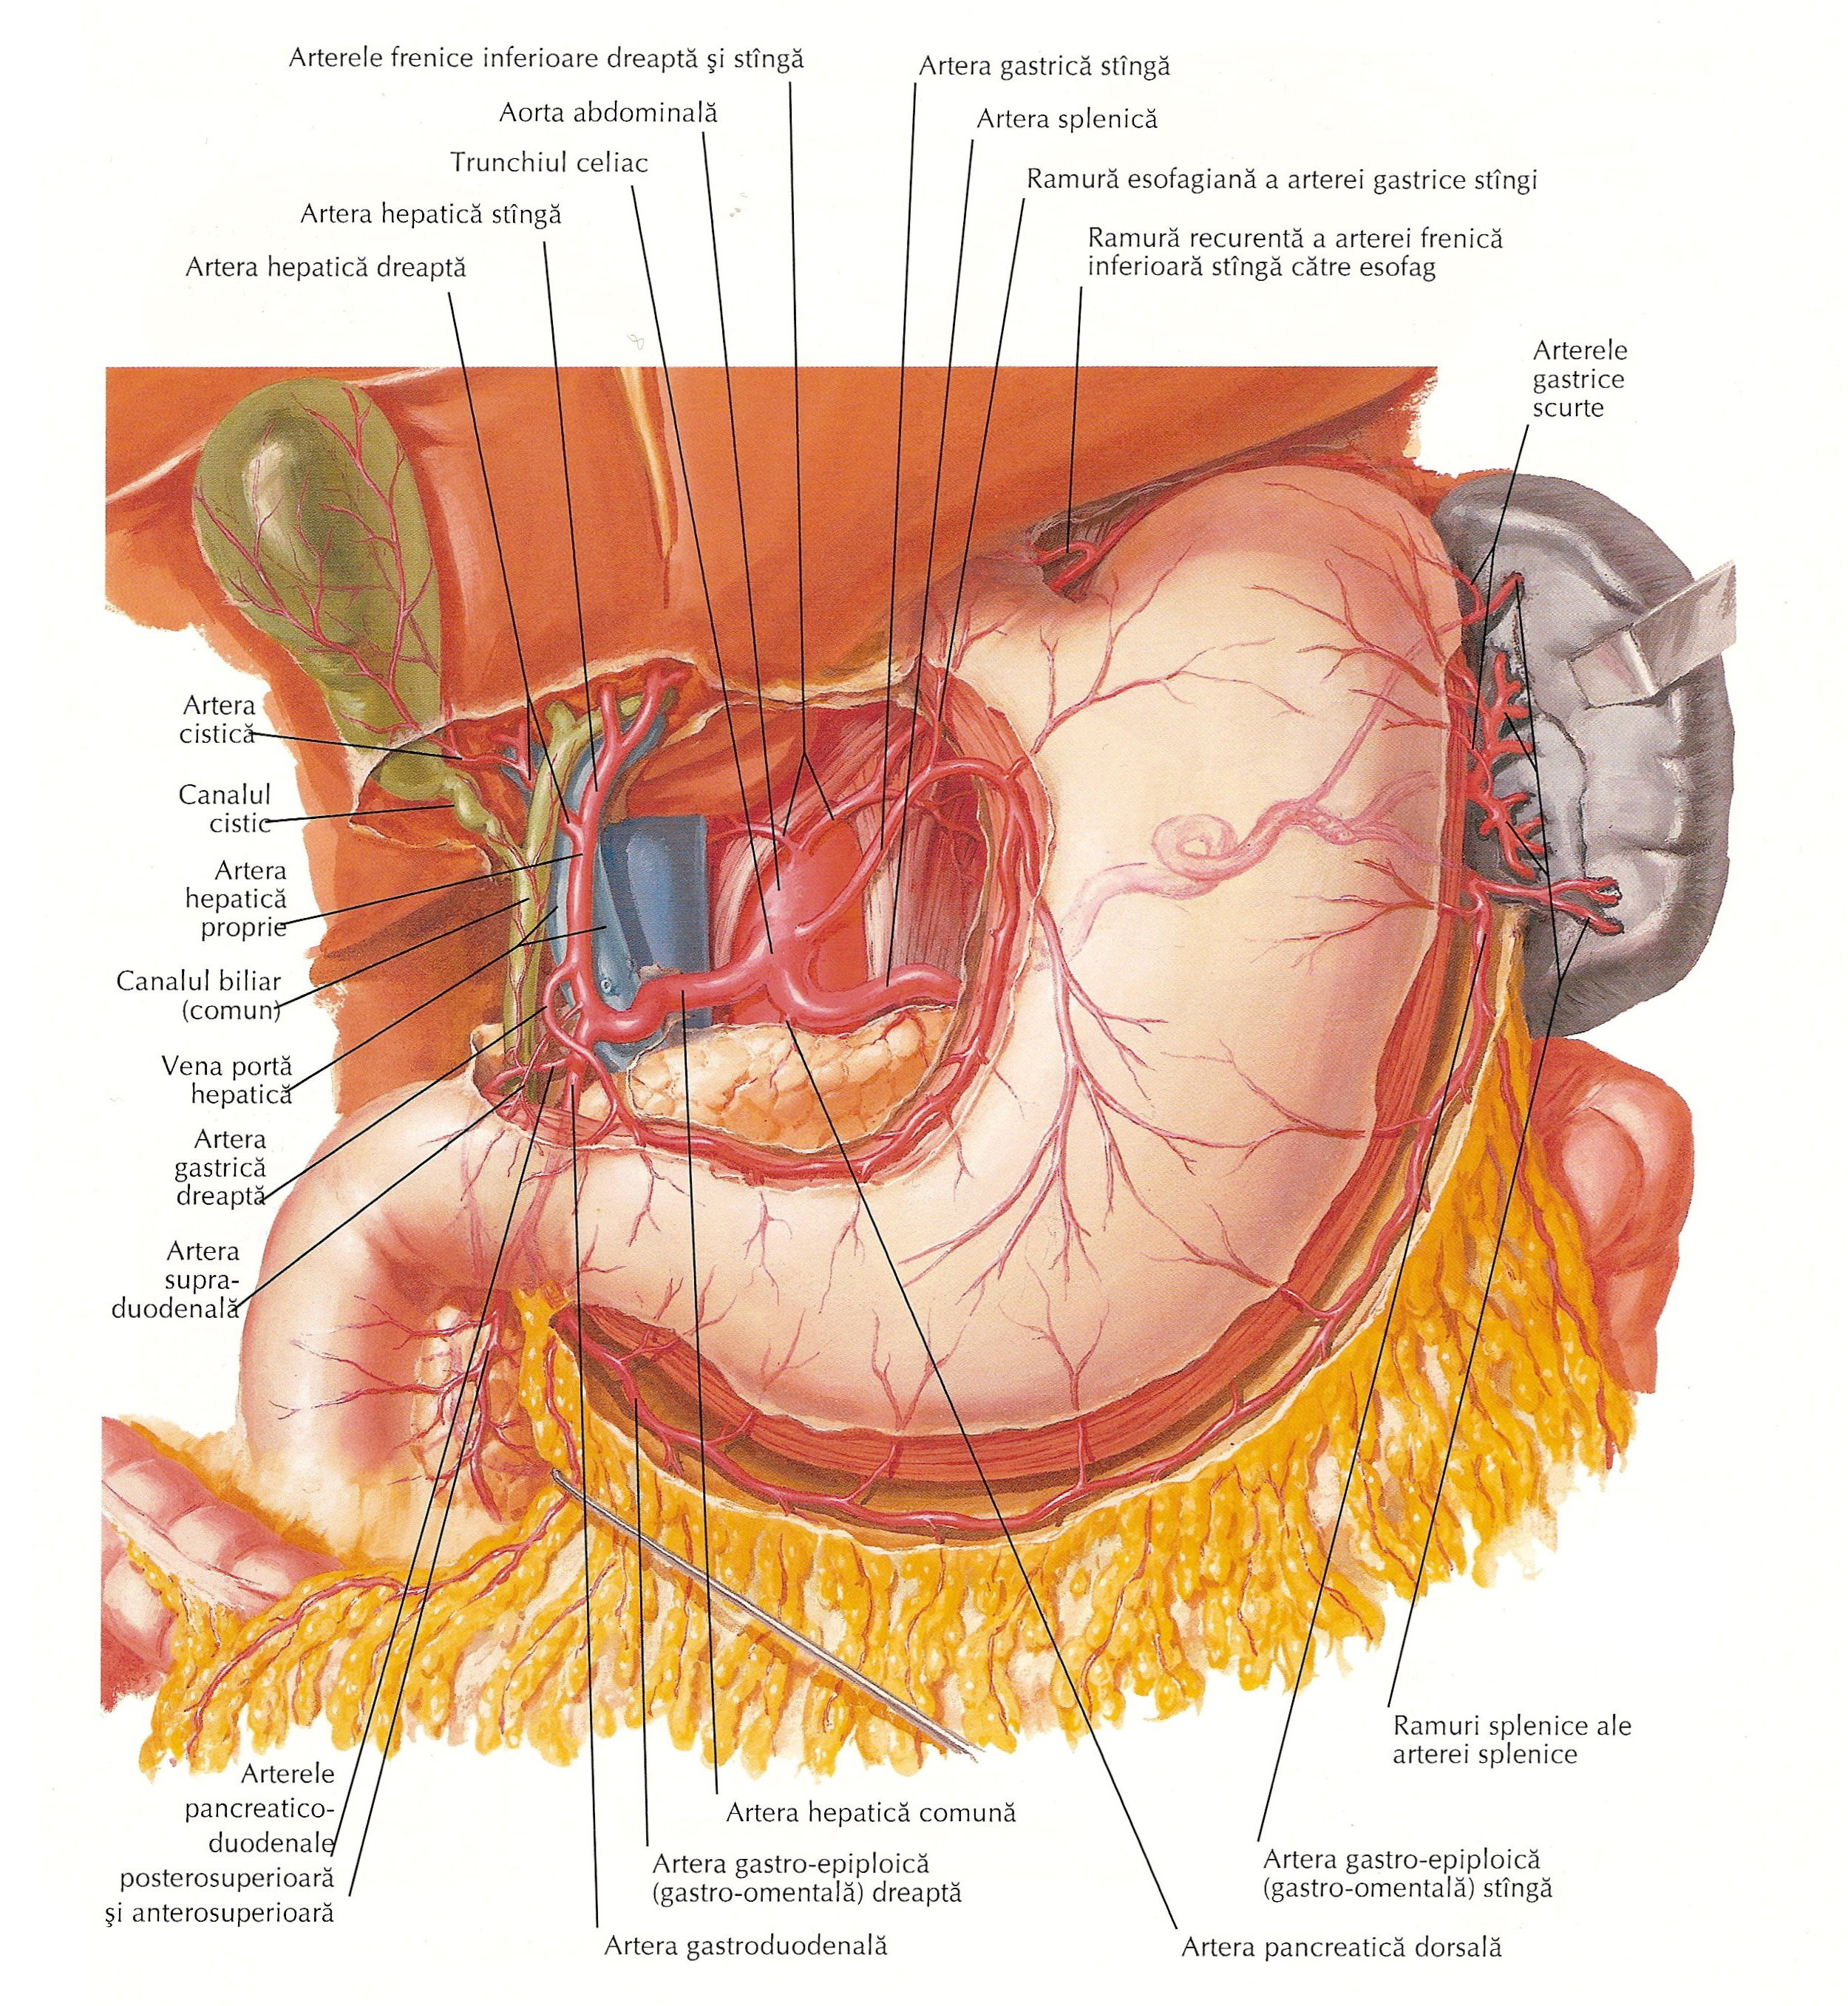 Arterele frenice inferioare dreaptă şi stîngă
Aorta abdominală
Trunchiul celiac
Artera hepatică stîngă
Artera hepatică dreaptă
Artera gastrică stîngă
Artera splenică
Ramură esofagiană a arterei gastrice stîngi
Ramură recurentă a arterei frenică
inferioară stîngă către esofag
Arterele
gastrice
scurte
Artera
cistică
Canalul
cistic
Artera
hepatică
proprie
Canalul biliar
(comun)
Vena portă
hepatică
Artera
gastrică
dreaptă
Artera
supra-
duodenală
Arterele
pancreatico-
duodenale
posterosuperioară
şi anterosuperioară
Artera hepatică comună
Artera gastro-epiploică
(gastro-omentală) dreaptă
Artera gastroduodenală
Ramuri splenice ale
arterei splenice
Artera gastro-epiploică
(gastro-omentală) stîngă
Artera pancreatică dorsală